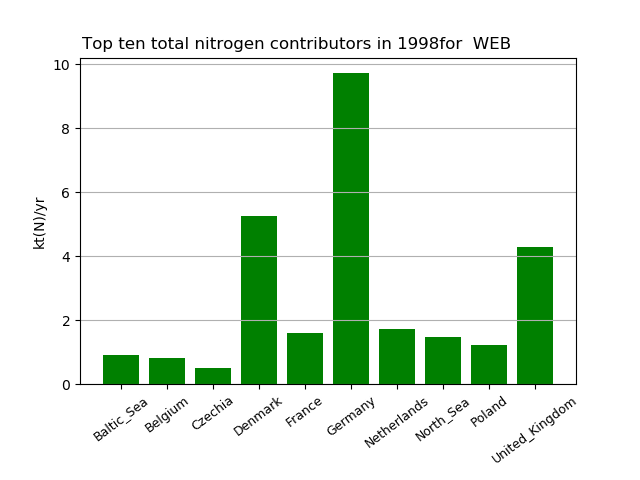 Top ten total nitrogen contributors in 1998for  WEB
kt(N)/yr
10
8
6
4
2
0
Baltic_Sea
Belgium
Czechia
Denmark
France
Germany
Netherlands
North_Sea
Poland
United_Kingdom